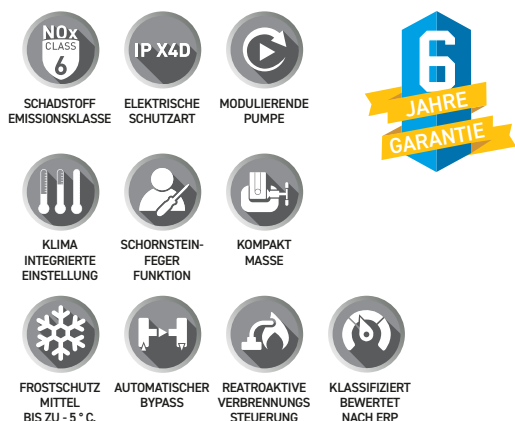 NOx
CLASS
6
IP X4D
SCHADSTOFF
EMISSIONSKLASSE
ELEKTRISCHE
SCHUTZART
MODULIERENDE
PUMPE
6
JAHRE
GARANTIE
KLIMA
INTEGRIERTE
EINSTELLUNG
SCHORNSTEIN-
FEGER
FUNKTION
KOMPAKT
MASSE
FROSTSCHUTZ
MITTEL
BIS ZU - 5 ° C.
AUTOMATISCHER
BYPASS
REATROAKTIVE
VERBRENNUNGS
STEUERUNG
KLASSIFIZIERT
BEWERTET
NACH ERP